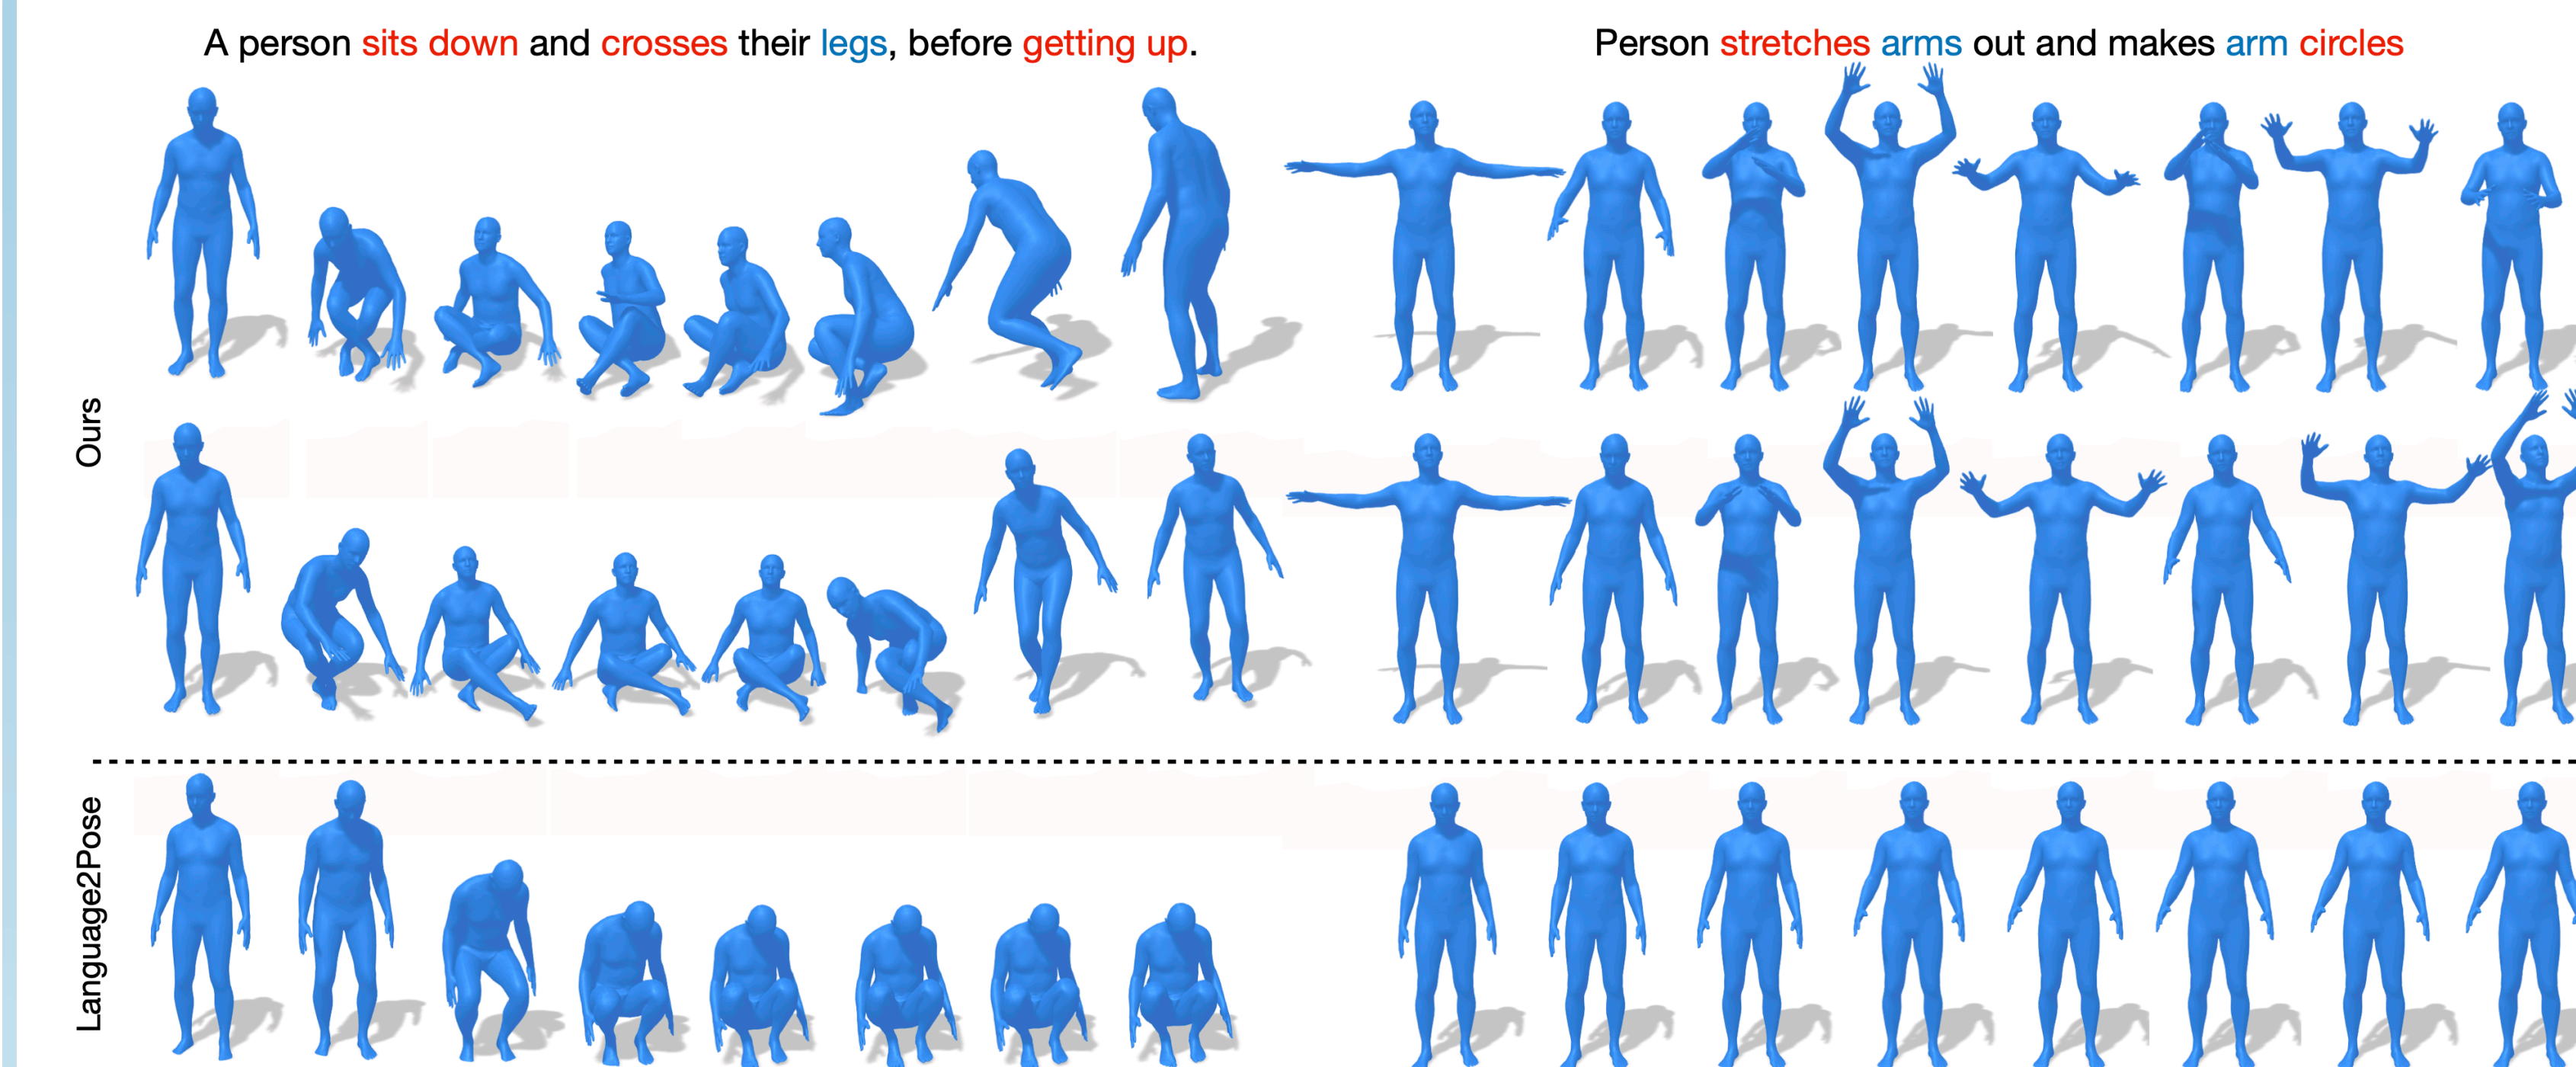 A person sits down and crosses their legs, before getting up.
Person stretches arms out and makes arm circles
Ours
Language2Pose